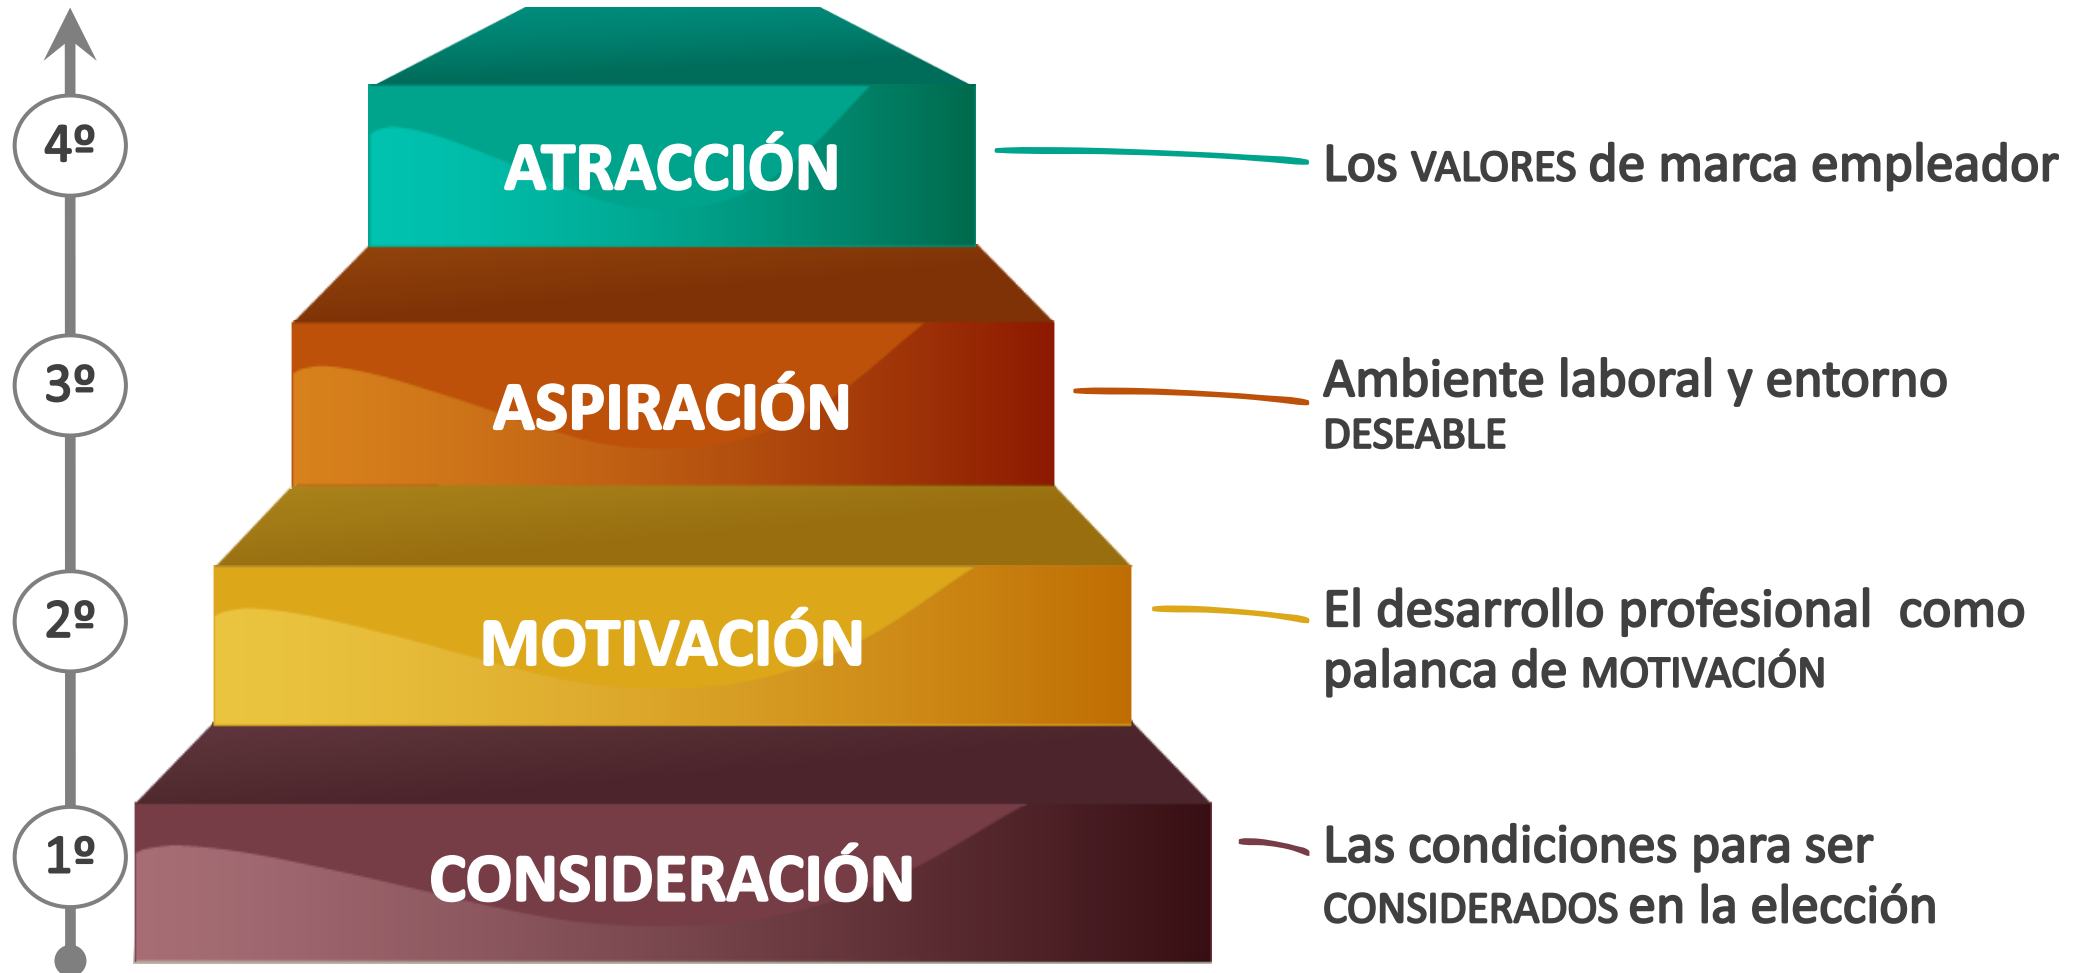 4º
ATRACCIÓN
Los VALORES de marca empleador
3º
ASPIRACIÓN
Ambiente laboral y entorno
DESEABLE
2º
MOTIVACIÓN
El desarrollo profesional  como
palanca de MOTIVACIÓN
1º
CONSIDERACIÓN
Las condiciones para ser
CONSIDERADOS en la elección